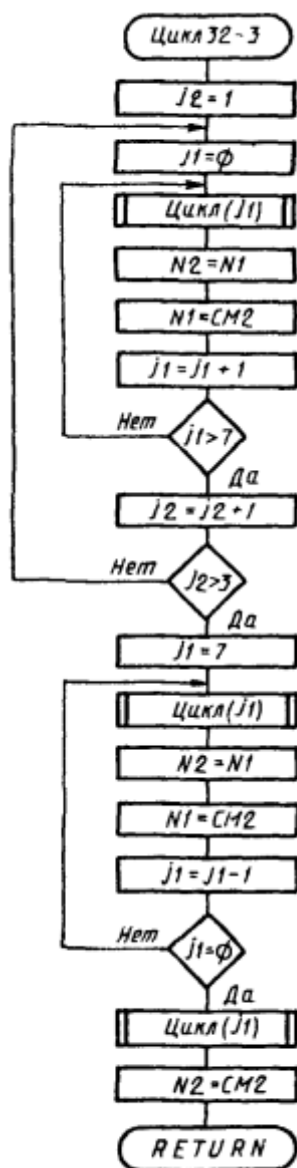 Цикл 32-3
j2=1
j1=ф
Цикл(j1)
N2=N1
N1=CM2
j1=j1+1
Нет
j1>7
Да
j2=j2+1
Нет
j2>3
Да
j1=7
Цикл(j1)
N2=N1
N1=CM2
j1=j1-1
Нет
j1=ф
Да
Цикл(j1)
N2=CM2
RETURN